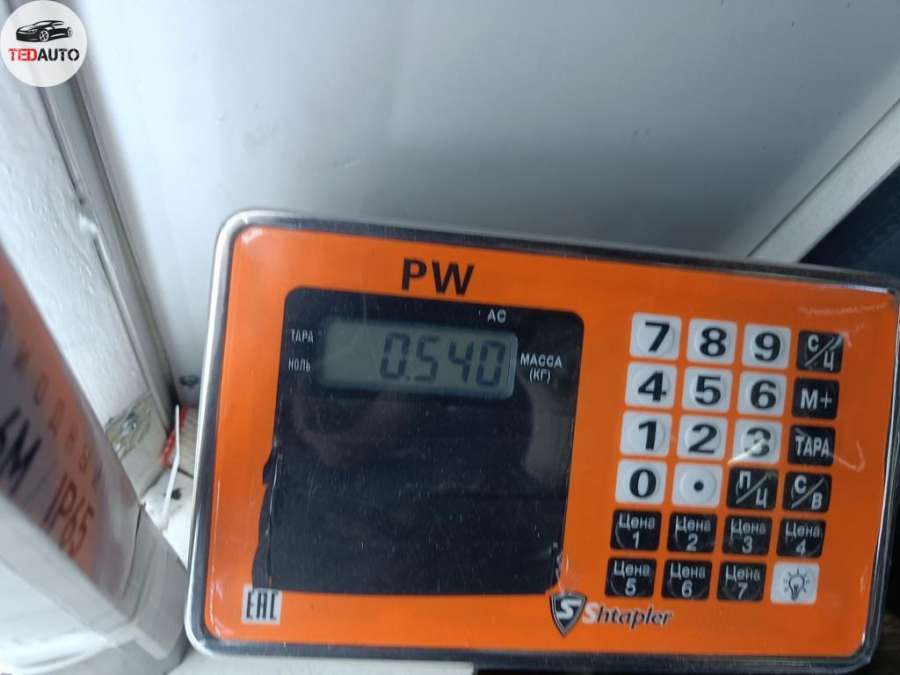 TEDAUTO
PW
AC
ТАРА
НОЛЬ
0.540
МАССА
(КГ)
7 8 9 С/Ц
4 5 6 М+
1 2 3 ТАРА
0 . П/Ц С/В
Цена 1 Цена 2 Цена 3 Цена 4
Цена 5 Цена 6 Цена 7
EAC
S Shtapler
IP65